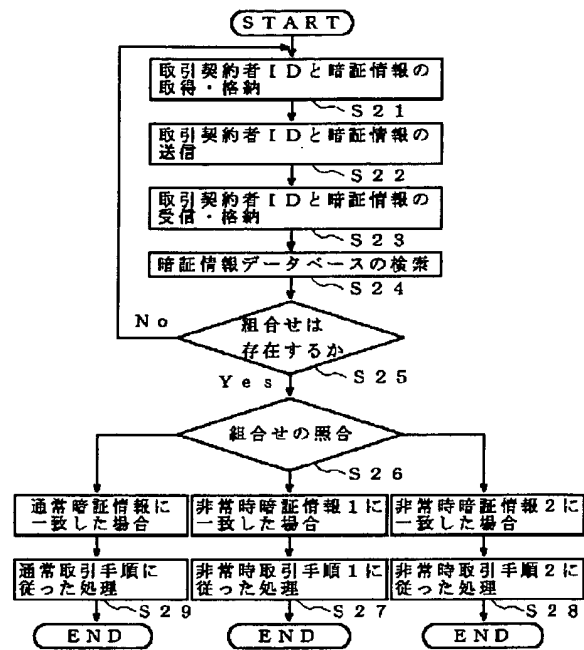 START
取引契約者IDと暗証情報の
取得・格納
S21
取引契約者IDと暗証情報の
送信
S22
取引契約者IDと暗証情報の
受信・格納
S23
暗証情報データベースの検索
S24
No
組合せは
存在するか
Yes
S25
組合せの照合
S26
通常暗証情報に
一致した場合
非常時暗証情報1に
一致した場合
非常時暗証情報2に
一致した場合
通常取引手順に
従った処理
S29
非常時取引手順1に
従った処理
S27
非常時取引手順2に
従った処理
S28
END
END
END